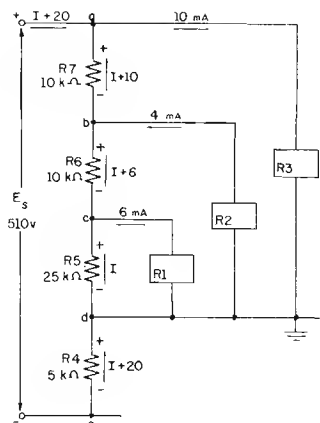 + I+20 a 10 mA
R7 + 10 kΩ I+10 -
b 4 mA
R6 + 10 kΩ I+6 -
R3
Es 510v
c 6 mA
R2
R5 + 25 kΩ I -
R1
d
R4 + 5 kΩ I+20 -
-